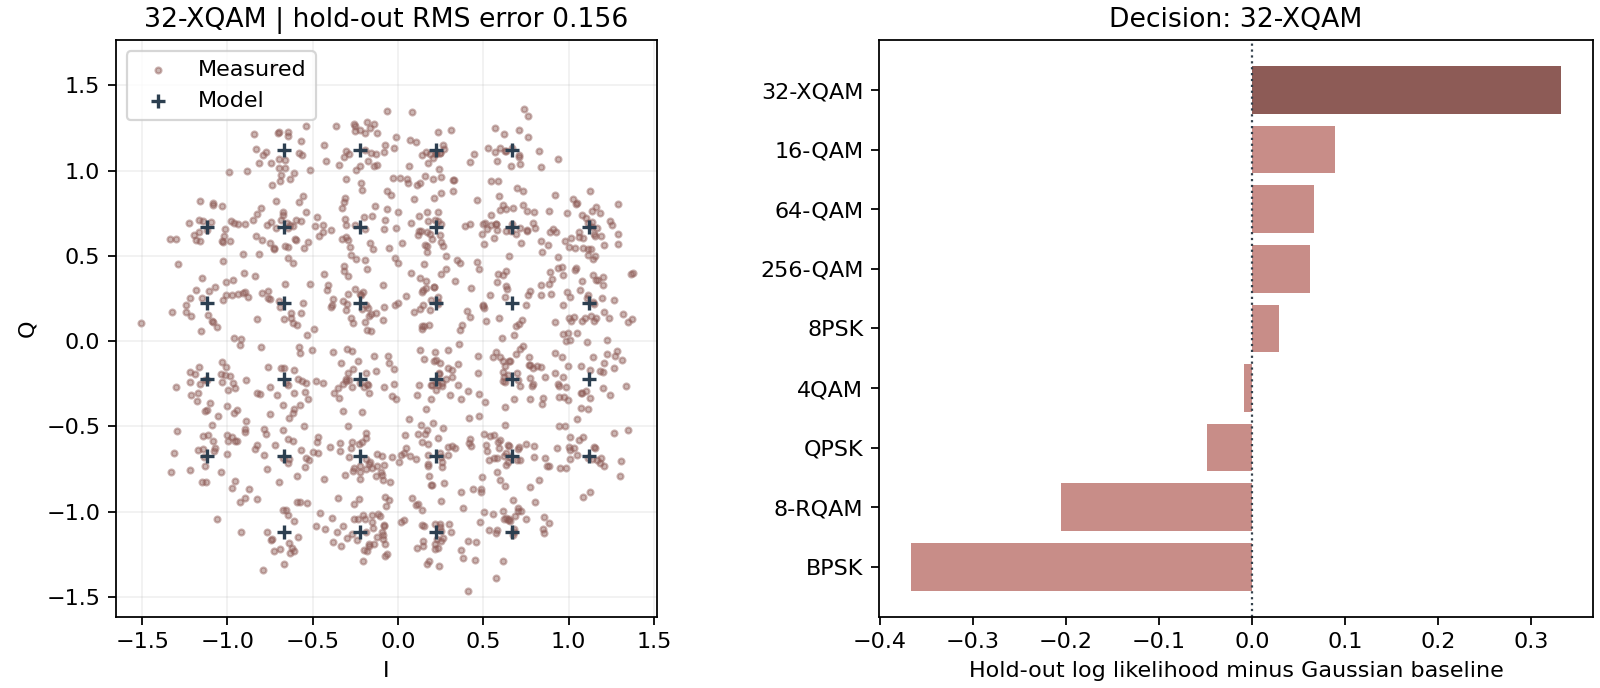 32-XQAM | hold-out RMS error 0.156
Measured
Model
1.5
1.0
0.5
0.0
−0.5
−1.0
−1.5
Q
−1.5 −1.0 −0.5 0.0 0.5 1.0 1.5
I
Decision: 32-XQAM
32-XQAM
16-QAM
64-QAM
256-QAM
8PSK
4QAM
QPSK
8-RQAM
BPSK
−0.4 −0.3 −0.2 −0.1 0.0 0.1 0.2 0.3
Hold-out log likelihood minus Gaussian baseline